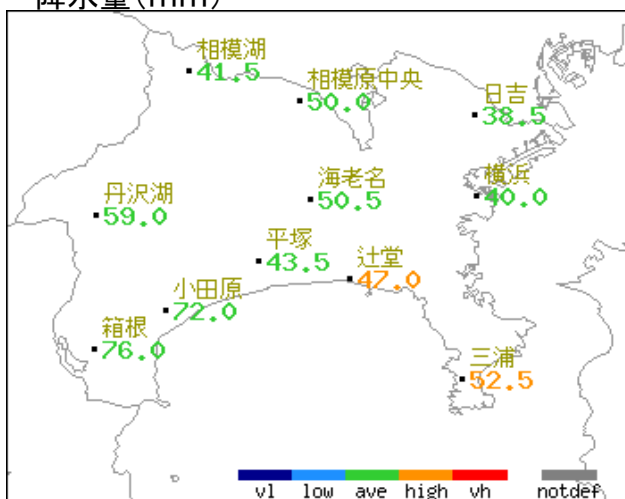 降水量(mm)
相模湖
41.5
相模原中央
50.0
日吉
38.5
丹沢湖
59.0
海老名
50.5
横浜
40.0
平塚
43.5
辻堂
47.0
小田原
72.0
箱根
76.0
三浦
52.5
vl low ave high vh notdef